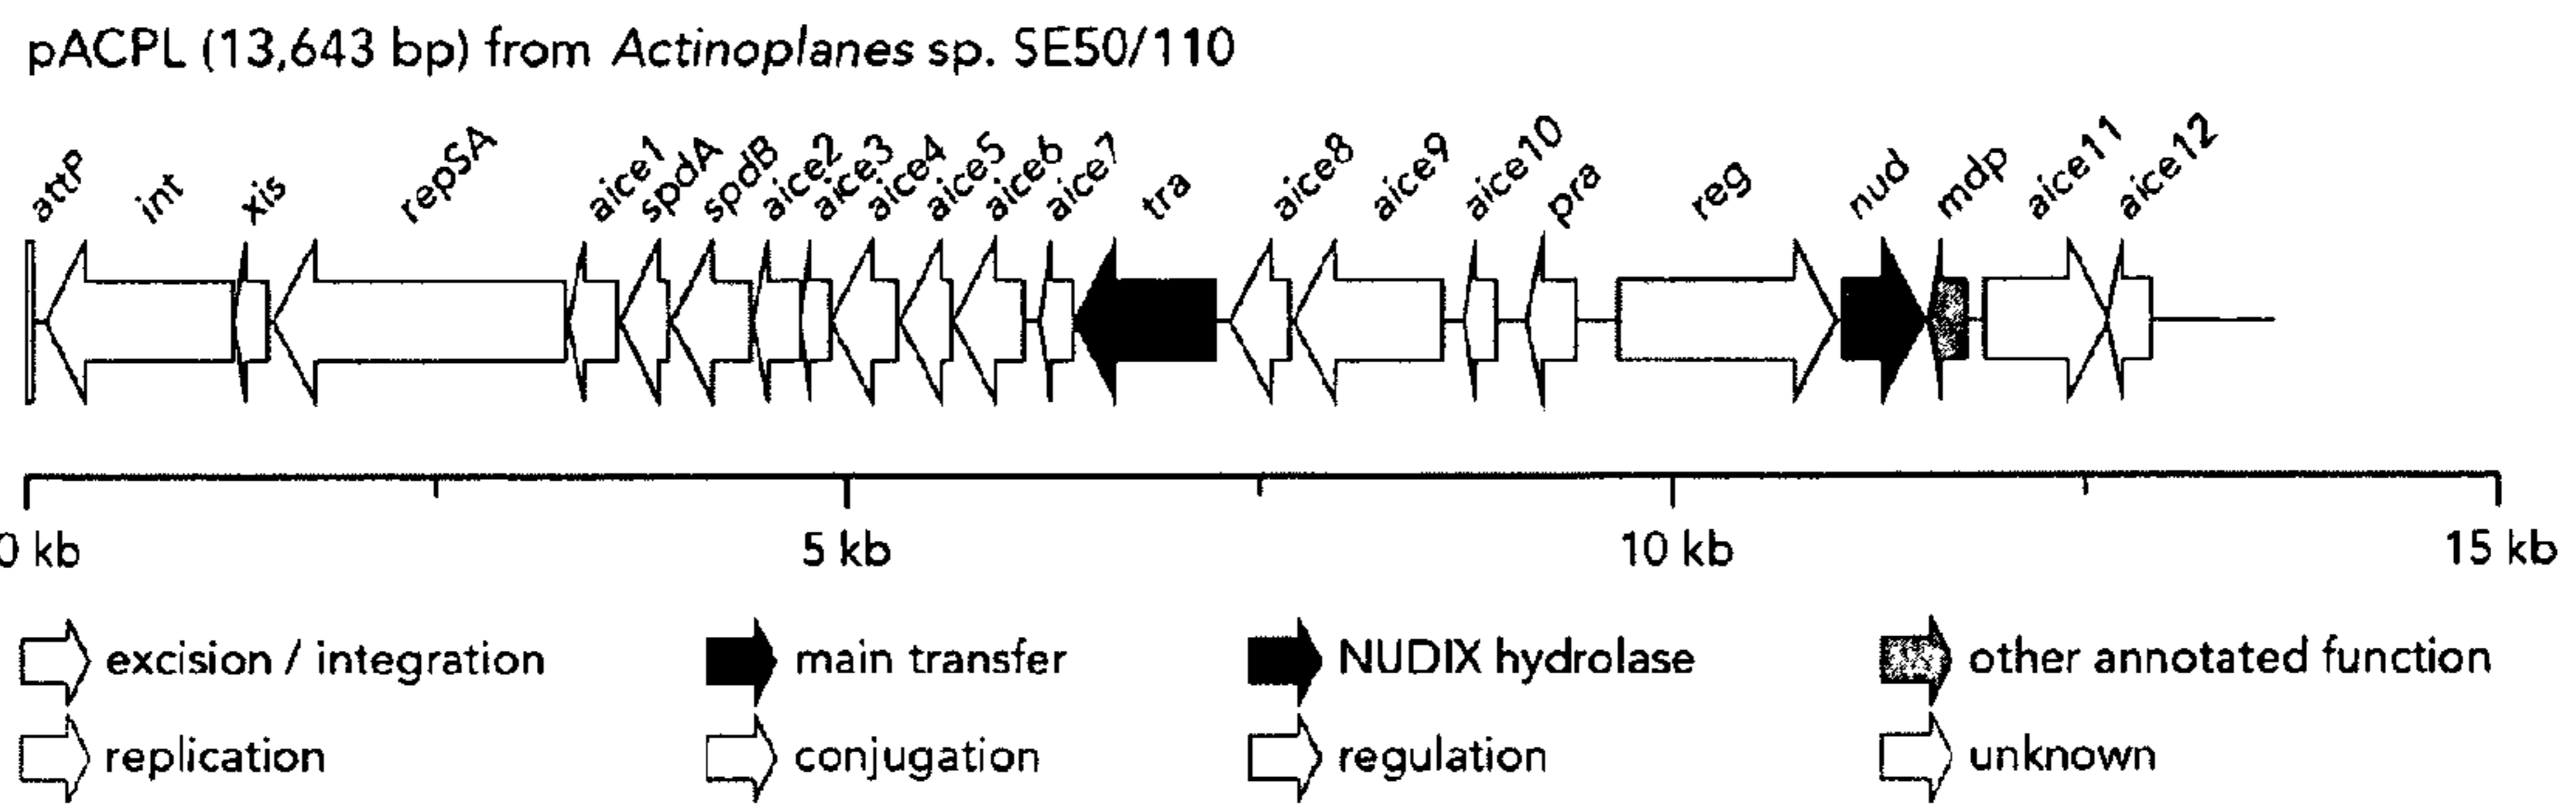 pACPL (13,643 bp) from Actinoplanes sp. SE50/110
attP int xis repSA aice1 spdA spdB aice2 aice3 aice4 aice5 aice6 aice7 tra aice8 aice9 aice10 pra reg nud mdp aice11 aice12
0 kb 5 kb 10 kb 15 kb
excision / integration main transfer NUDIX hydrolase other annotated function
replication conjugation regulation unknown